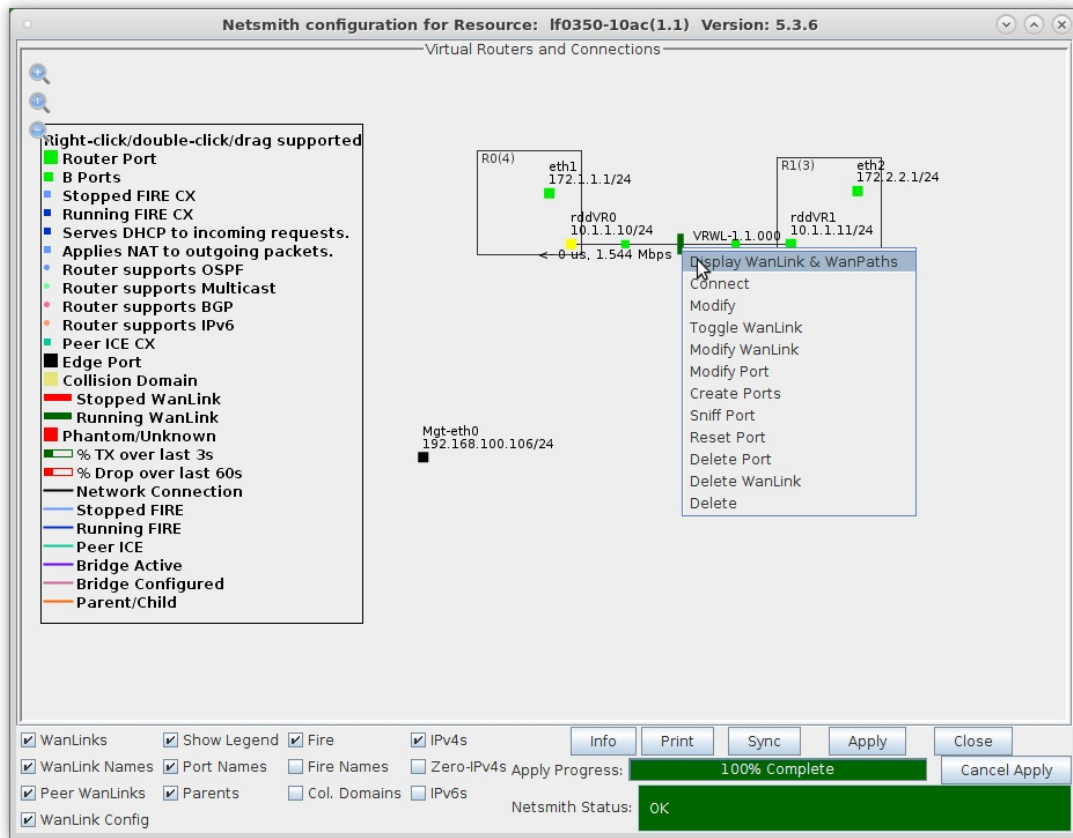 Netsmith configuration for Resource: lf0350-10ac(1.1) Version: 5.3.6
Virtual Routers and Connections
Right-click/double-click/drag supported
Router Port
B Ports
Stopped FIRE CX
Running FIRE CX
Serves DHCP to incoming requests.
Applies NAT to outgoing packets.
Router supports OSPF
Router supports Multicast
Router supports BGP
Router supports IPv6
Peer ICE CX
Edge Port
Collision Domain
Stopped WanLink
Running WanLink
Phantom/Unknown
% TX over last 3s
% Drop over last 60s
Network Connection
Stopped FIRE
Running FIRE
Peer ICE
Bridge Active
Bridge Configured
Parent/Child
R0(4)
eth1
172.1.1.1/24
rddVR0
10.1.1.10/24
<- 0 us, 1.544 Mbps
VRWL-1.1.000
R1(3)
eth2
172.2.2.1/24
rddVR1
10.1.1.11/24
Mgt-eth0
192.168.100.106/24
Display WanLink & WanPaths
Connect
Modify
Toggle WanLink
Modify WanLink
Modify Port
Create Ports
Sniff Port
Reset Port
Delete Port
Delete WanLink
Delete
WanLinks Show Legend Fire IPv4s Info Print Sync Apply Close
WanLink Names Port Names Fire Names Zero-IPv4s Apply Progress: 100% Complete Cancel Apply
Peer WanLinks Parents Col. Domains IPv6s Netsmith Status: OK
WanLink Config